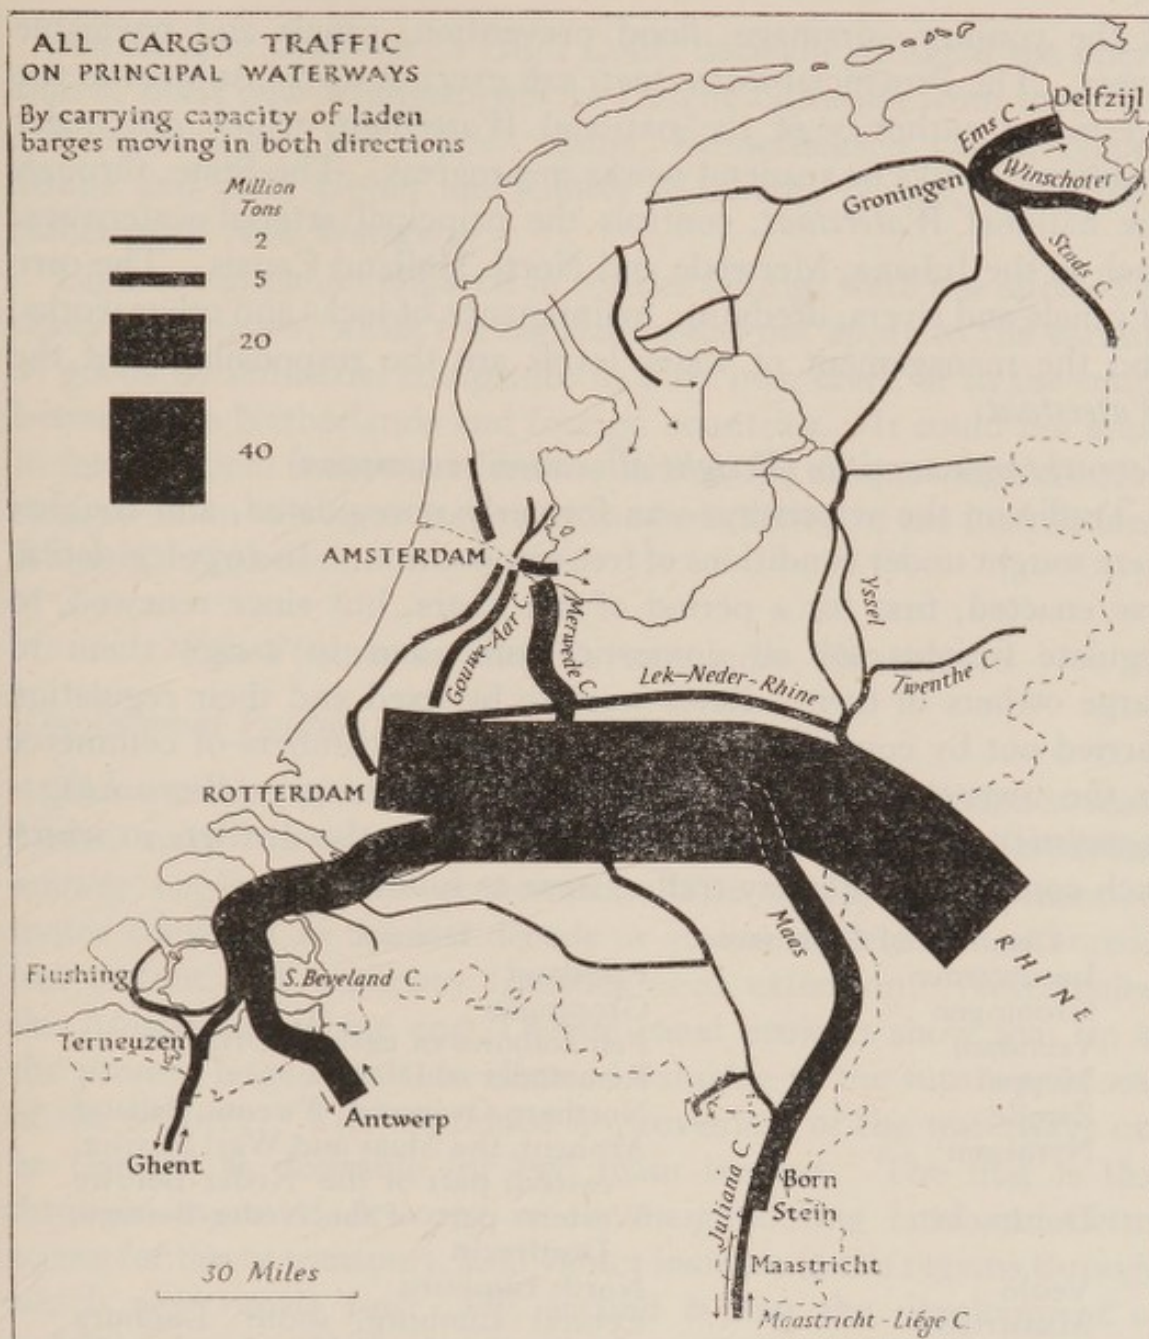 ALL CARGO TRAFFIC
ON PRINCIPAL WATERWAYS
By carrying capacity of laden
barges moving in both directions
Million
Tons
2
5
20
40
Delfzijl
Ems C.
Winschoter C.
Groningen
Stads C.
AMSTERDAM
Gouwe-Aar C.
Merwede C.
Yssel
Lek-Neder-Rhine
Twenthe C.
ROTTERDAM
Maas
RHINE
Flushing
S. Beveland C.
Terneuzen
Antwerp
Ghent
Juliana C.
Born
Stein
Maastricht
Maastricht-Liége C.
30 Miles